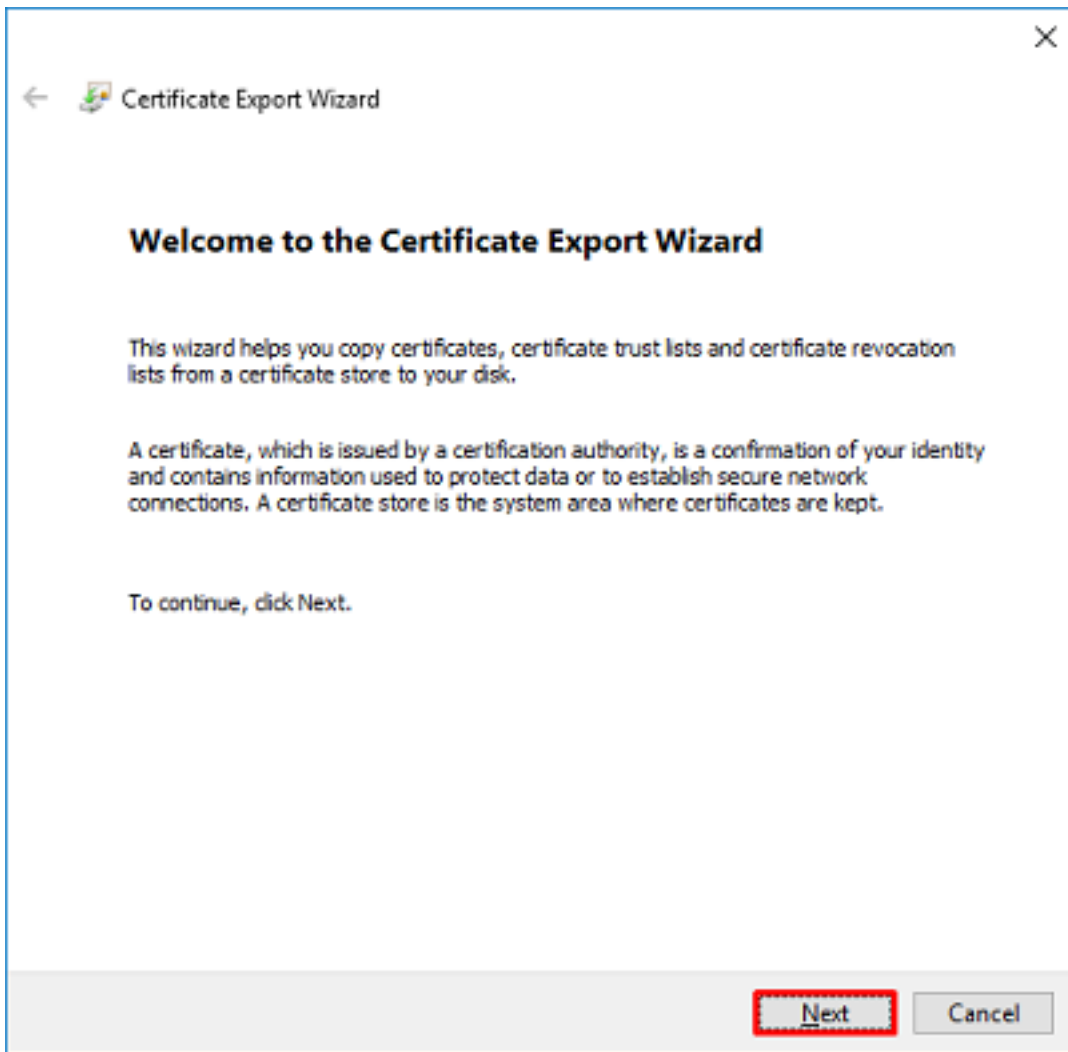 Certificate Export Wizard
Welcome to the Certificate Export Wizard
This wizard helps you copy certificates, certificate trust lists and certificate revocation
lists from a certificate store to your disk.
A certificate, which is issued by a certification authority, is a confirmation of your identity
and contains information used to protect data or to establish secure network
connections. A certificate store is the system area where certificates are kept.
To continue, click Next.
Next
Cancel